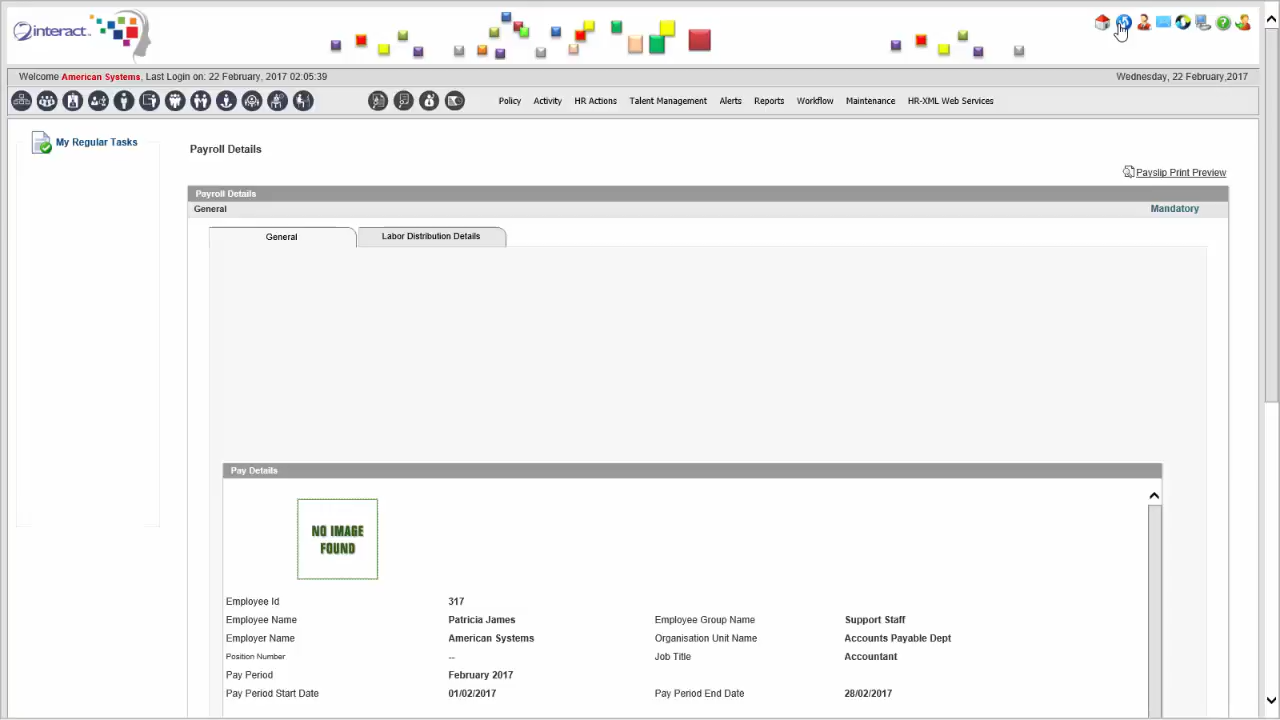 interact
Welcome American Systems, Last Login on: 22 February, 2017 02:05:39 Wednesday, 22 February,2017
Policy Activity HR Actions Talent Management Alerts Reports Workflow Maintenance HR-XML Web Services
My Regular Tasks
Payroll Details
Payslip Print Preview
Payroll Details
General Mandatory
General Labor Distribution Details
Pay Details
NO IMAGE
FOUND
Employee Id 317
Employee Name Patricia James Employee Group Name Support Staff
Employer Name American Systems Organisation Unit Name Accounts Payable Dept
Position Number -- Job Title Accountant
Pay Period February 2017
Pay Period Start Date 01/02/2017 Pay Period End Date 28/02/2017